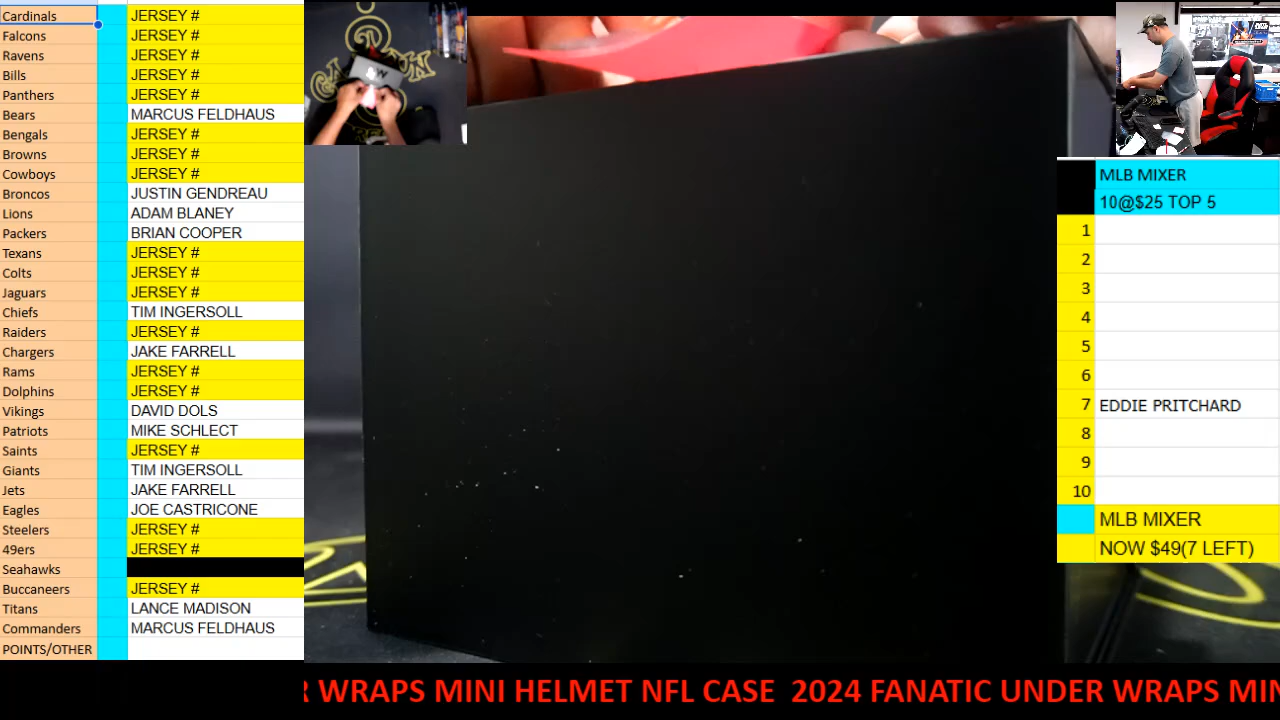 Cardinals JERSEY #
Falcons JERSEY #
Ravens JERSEY #
Bills JERSEY #
Panthers JERSEY #
Bears MARCUS FELDHAUS
Bengals JERSEY #
Browns JERSEY #
Cowboys JERSEY #
Broncos JUSTIN GENDREAU
Lions ADAM BLANEY
Packers BRIAN COOPER
Texans JERSEY #
Colts JERSEY #
Jaguars JERSEY #
Chiefs TIM INGERSOLL
Raiders JERSEY #
Chargers JAKE FARRELL
Rams JERSEY #
Dolphins JERSEY #
Vikings DAVID DOLS
Patriots MIKE SCHLECT
Saints JERSEY #
Giants TIM INGERSOLL
Jets JAKE FARRELL
Eagles JOE CASTRICONE
Steelers JERSEY #
49ers JERSEY #
Seahawks
Buccaneers JERSEY #
Titans LANCE MADISON
Commanders MARCUS FELDHAUS
POINTS/OTHER
MLB MIXER
10@$25 TOP 5
1
2
3
4
5
6
7 EDDIE PRITCHARD
8
9
10
MLB MIXER
NOW $49(7 LEFT)
R WRAPS MINI HELMET NFL CASE 2024 FANATIC UNDER WRAPS MIN